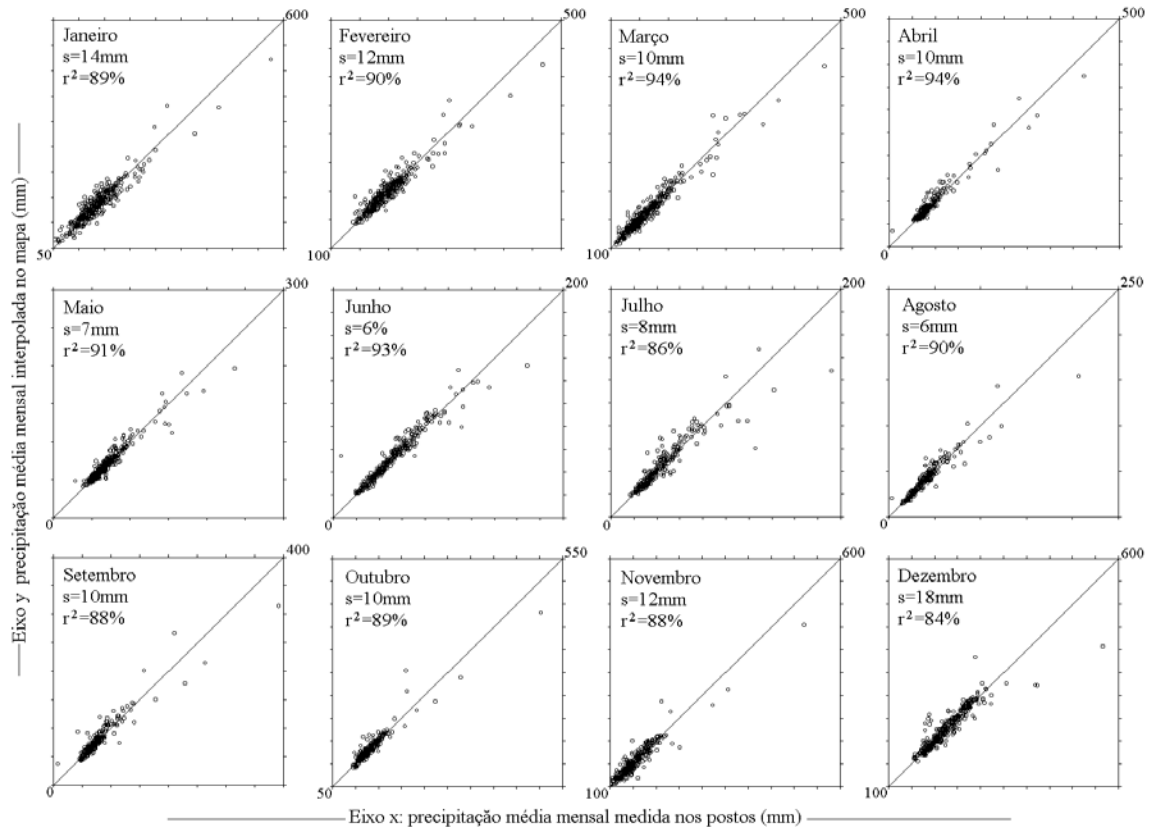 600
500
500
500
Janeiro
s=14mm
r²=89%
Fevereiro
s=12mm
r²=90%
Março
s=10mm
r²=94%
Abril
s=10mm
r²=94%
50
100
100
0
300
200
200
250
Maio
s=7mm
r²=91%
Junho
s=6%
r²=93%
Julho
s=8mm
r²=86%
Agosto
s=6mm
r²=90%
0
0
0
0
400
550
600
600
Setembro
s=10mm
r²=88%
Outubro
s=10mm
r²=89%
Novembro
s=12mm
r²=88%
Dezembro
s=18mm
r²=84%
0
50
100
100
Eixo y precipitação média mensal interpolada no mapa (mm)
Eixo x: precipitação média mensal medida nos postos (mm)